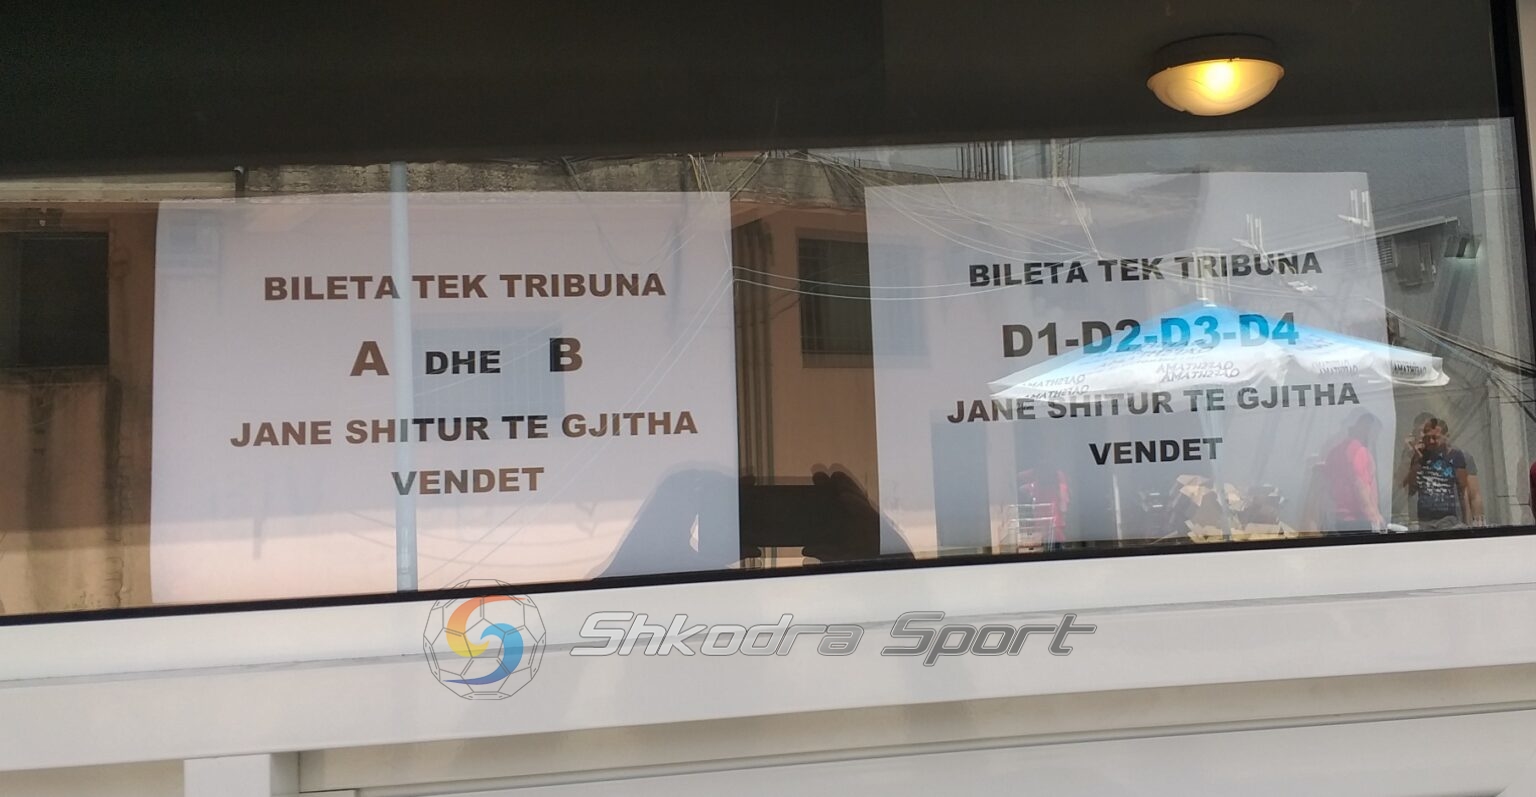 BILETA TEK TRIBUNA
A DHE B
JANE SHITUR TE GJITHA
VENDET
BILETA TEK TRIBUNA
D1-D2-D3-D4
JANE SHITUR TE GJITHA
VENDET
Shkodra Sport